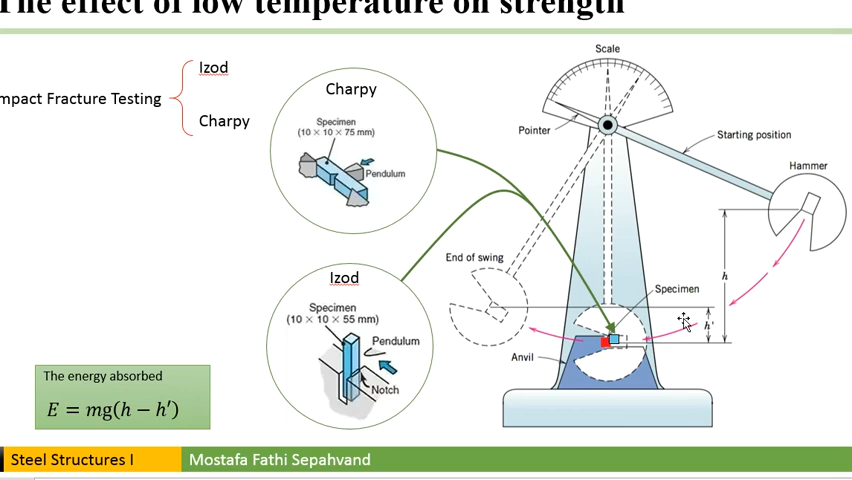 The effect of low temperature on strength
mpact Fracture Testing
Izod
Charpy
Charpy
Specimen
(10 × 10 × 75 mm)
Pendulum
Izod
Specimen
(10 × 10 × 55 mm)
Pendulum
Notch
Scale
Pointer
Starting position
Hammer
End of swing
Specimen
h
h'
Anvil
The energy absorbed
E = mg(h − h′)
Steel Structures I
Mostafa Fathi Sepahvand